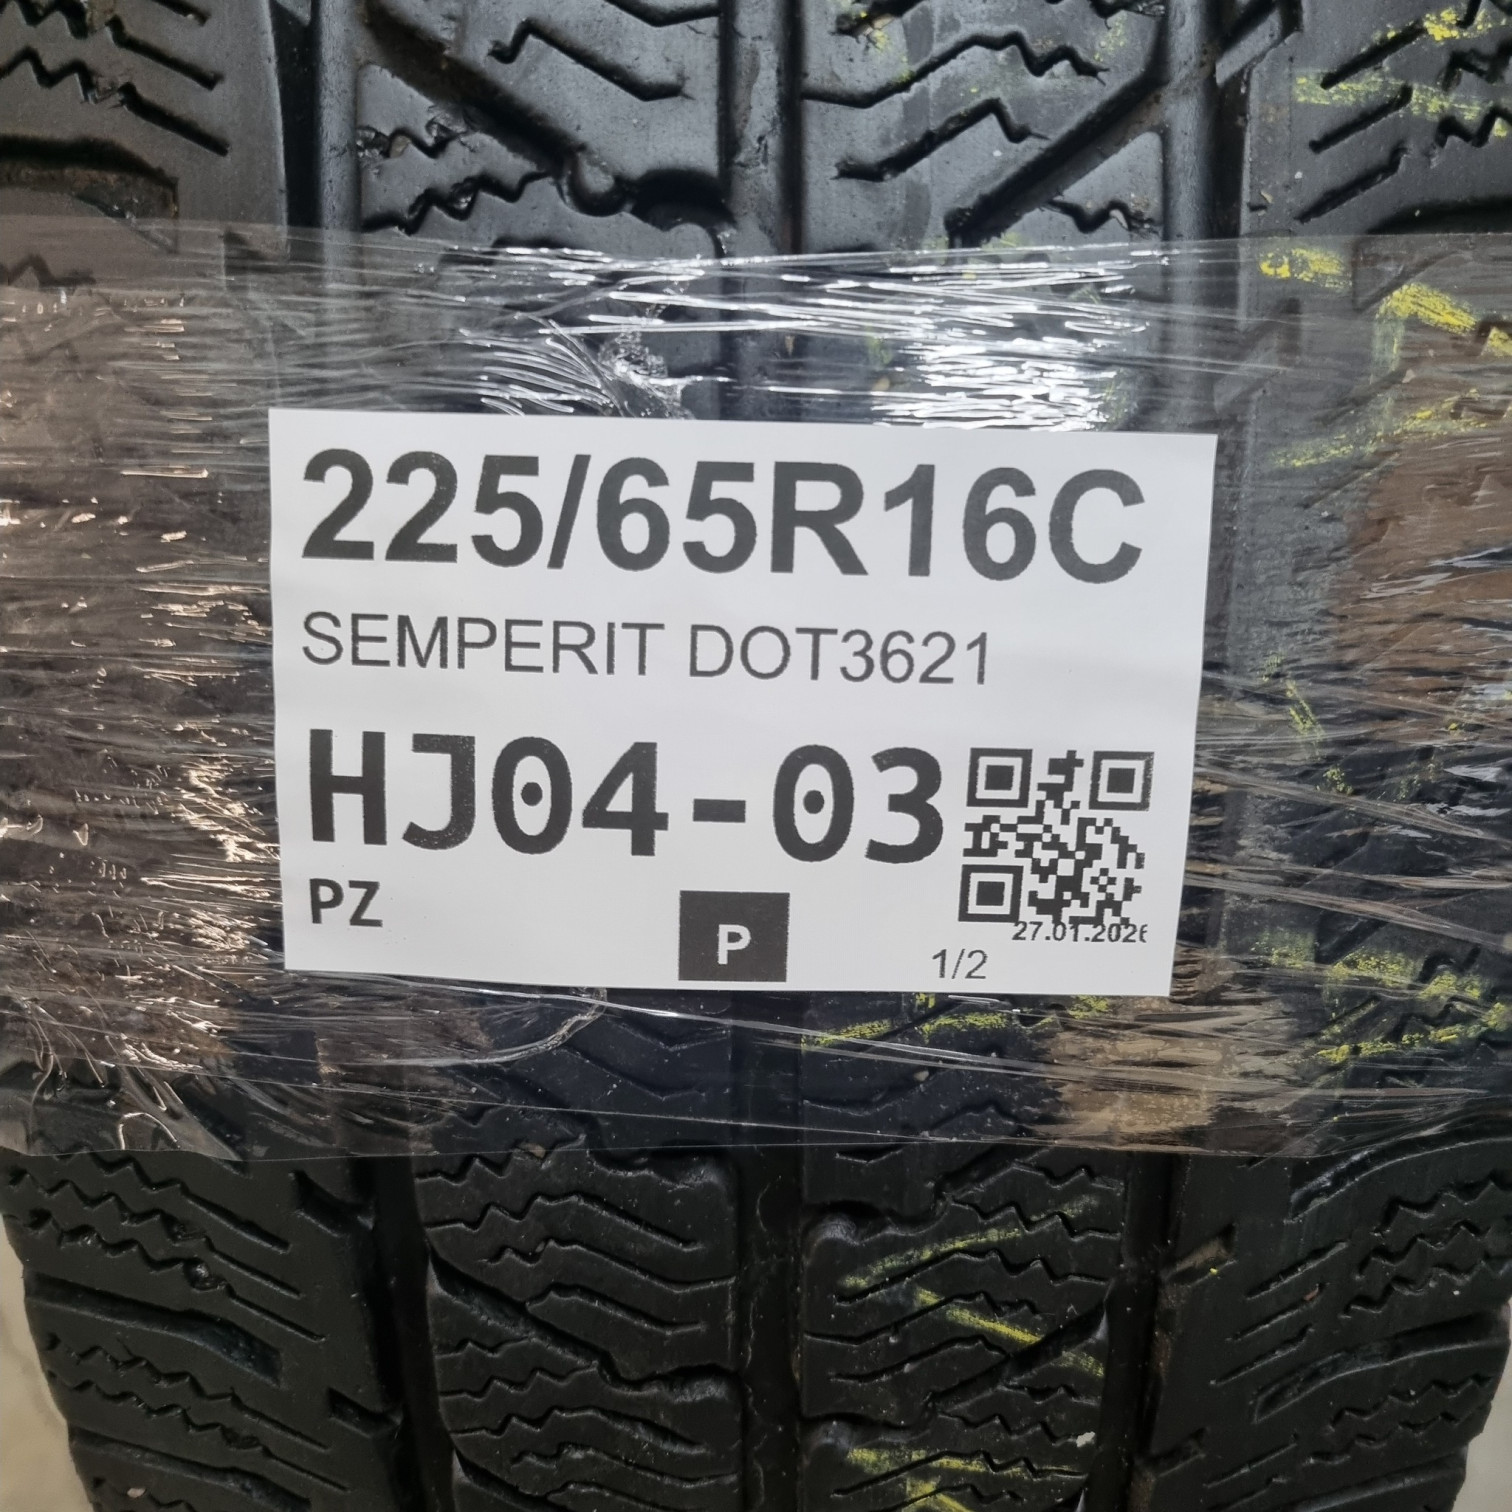 225/65R16C
SEMPERIT DOT3621
HJ04-03
PZ
P
1/2
27.01.2026